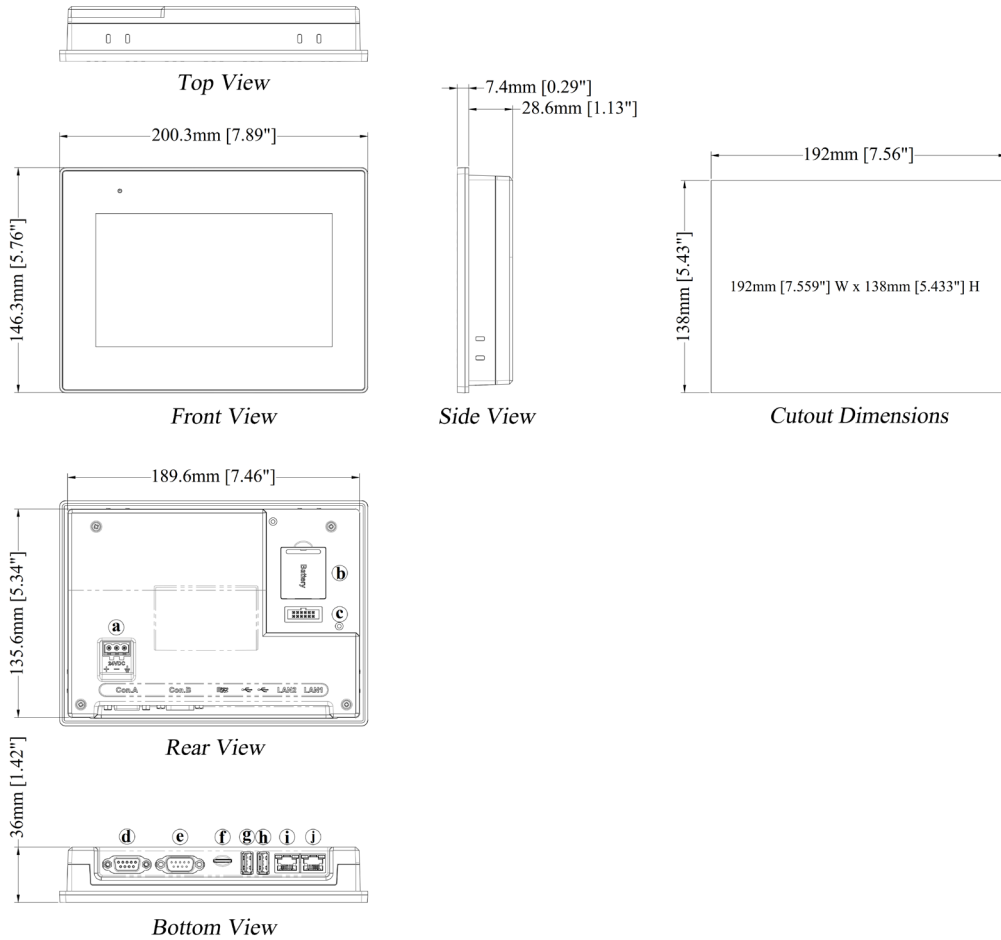 Top View
7.4mm [0.29"]
28.6mm [1.13"]
200.3mm [7.89"]
146.3mm [5.76"]
Front View
Side View
192mm [7.56"]
138mm [5.43"]
192mm [7.559"] W x 138mm [5.433"] H
Cutout Dimensions
189.6mm [7.46"]
135.6mm [5.34"]
a
24VDC
+ −
Battery
b
c
Con.A Con.B LAN2 LAN1
Rear View
36mm [1.42"]
d e f g h i j
Bottom View